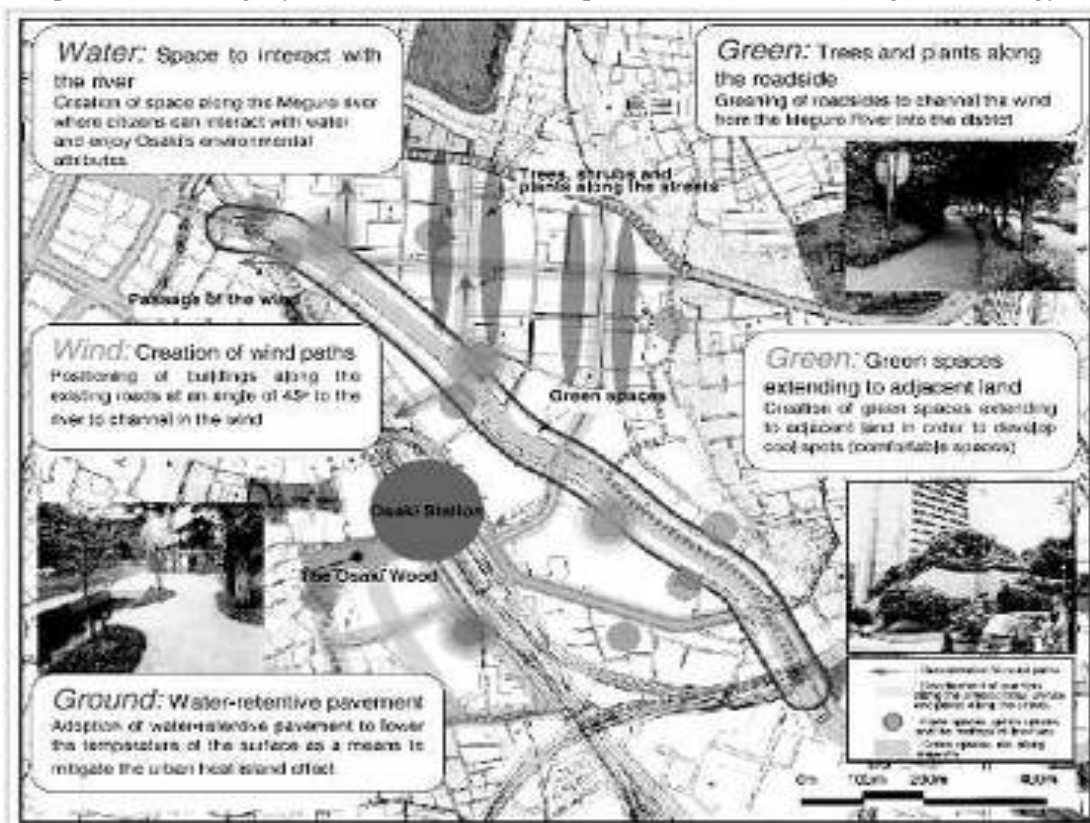 Water: Space to interact with
the river
Creation of space along the Meguro river
where citizens can interact with water
and enjoy Osaki's environmental
attributes
Green: Trees and plants along
the roadside
Greening of roadsides to channel the wind
from the Meguro River into the district
Trees, shrubs and
plants along the streets
Passage of the wind
Wind: Creation of wind paths
Positioning of buildings along the
existing roads at an angle of 45° to the
river to channel in the wind
Green spaces
Green: Green spaces
extending to adjacent land
Creation of green spaces extending
to adjacent land in order to develop
cool spots (comfortable spaces)
Osaki Station
The Osaki Wood
Ground: Water-retentive pavement
Adoption of water-retentive pavement to lower
the temperature of the surface as a means to
mitigate the urban heat island effect
0m 100m 200m 400m